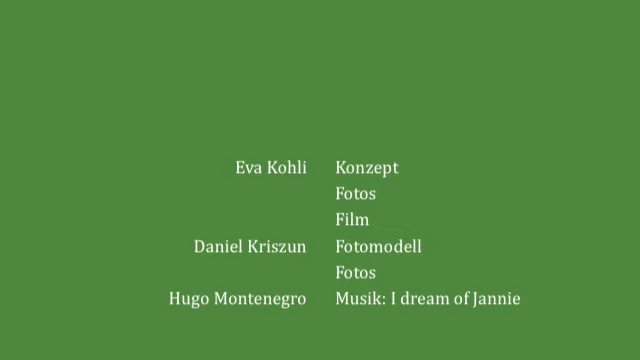 Eva Kohli Konzept
Fotos
Film
Daniel Kriszun Fotomodell
Fotos
Hugo Montenegro Musik: I dream of Jannie